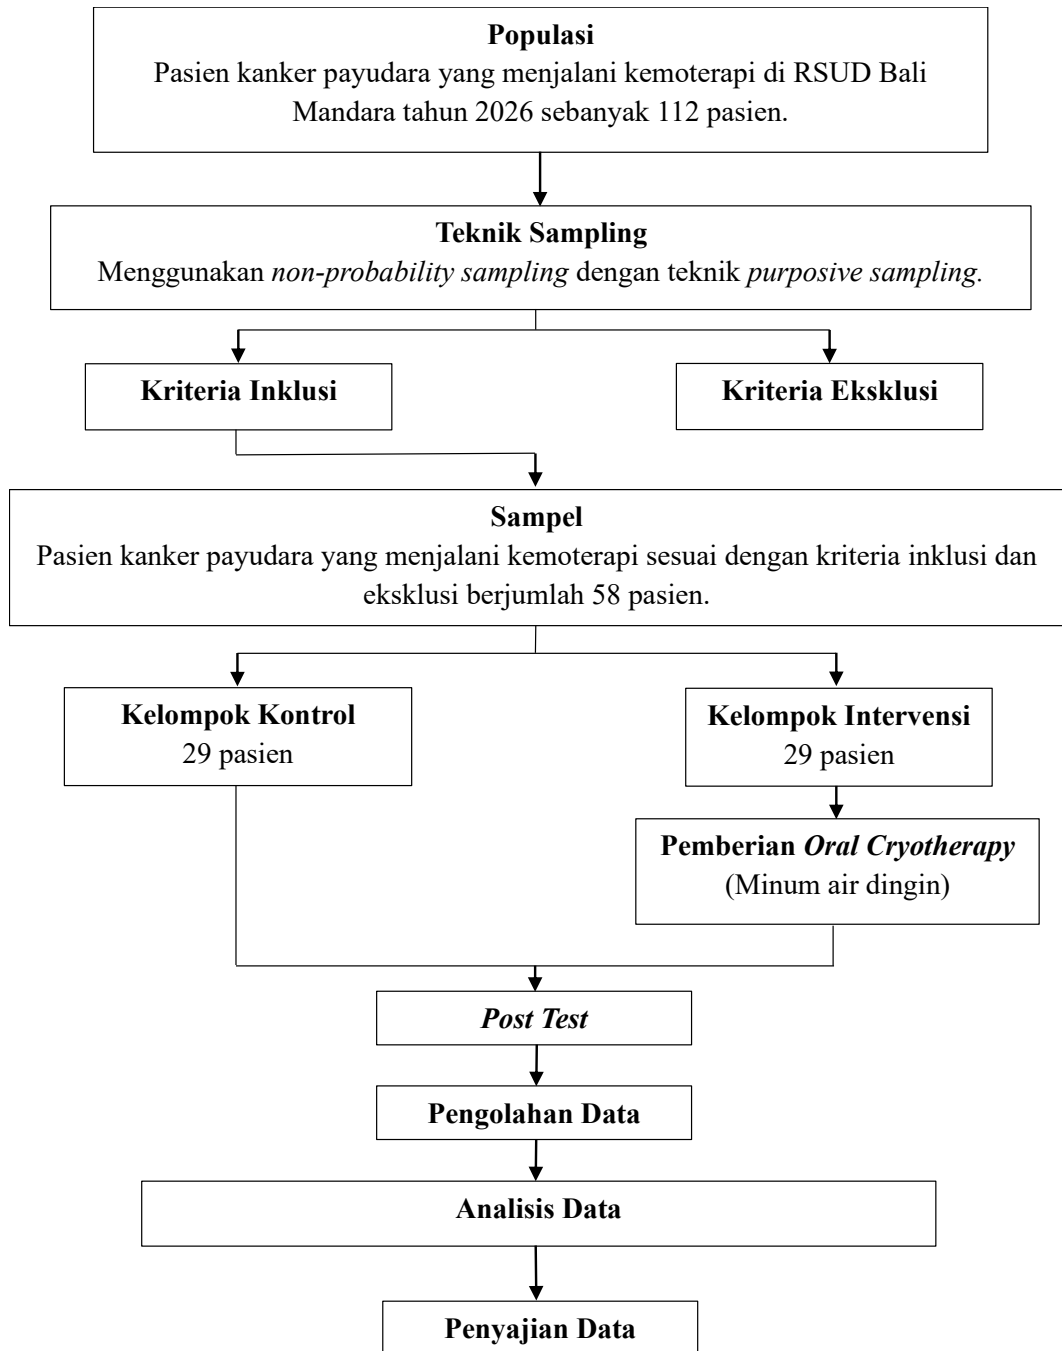 Populasi
Pasien kanker payudara yang menjalani kemoterapi di RSUD Bali
Mandara tahun 2026 sebanyak 112 pasien.
Teknik Sampling
Menggunakan non-probability sampling dengan teknik purposive sampling.
Kriteria Inklusi
Kriteria Eksklusi
Sampel
Pasien kanker payudara yang menjalani kemoterapi sesuai dengan kriteria inklusi dan
eksklusi berjumlah 58 pasien.
Kelompok Kontrol
29 pasien
Kelompok Intervensi
29 pasien
Pemberian Oral Cryotherapy
(Minum air dingin)
Post Test
Pengolahan Data
Analisis Data
Penyajian Data